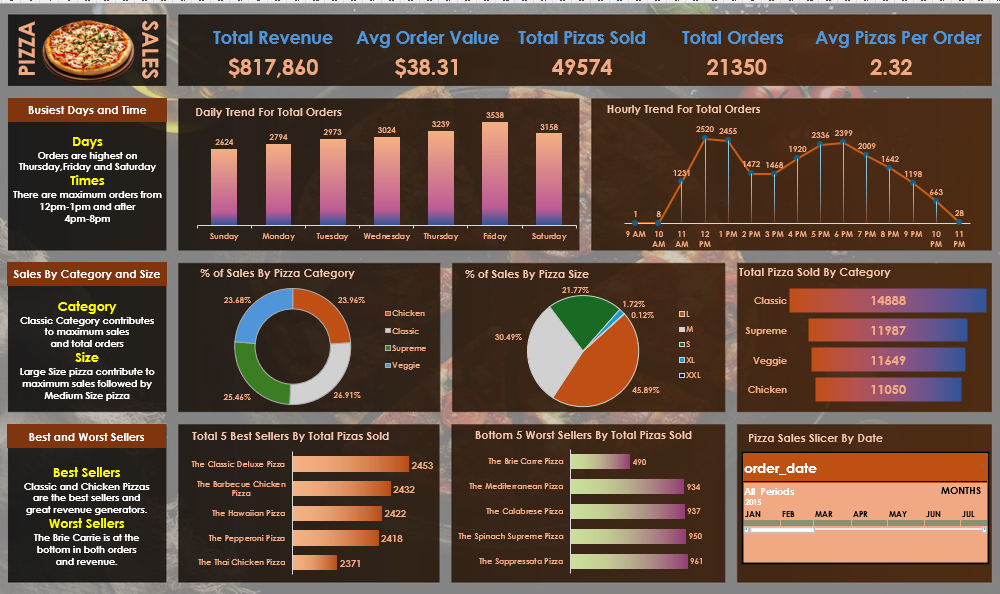 PIZZA
SALES
Total Revenue
$817,860
Avg Order Value
$38.31
Total Pizas Sold
49574
Total Orders
21350
Avg Pizas Per Order
2.32
Busiest Days and Time
Days
Orders are highest on
Thursday,Friday and Saturday
Times
There are maximum orders from
12pm-1pm and after
4pm-8pm
Daily Trend For Total Orders
2624
2794
2973
3024
3239
3538
3158
Sunday
Monday
Tuesday
Wednesday
Thursday
Friday
Saturday
Hourly Trend For Total Orders
1
8
1231
2520
2455
1472
1468
1920
2336
2399
2009
1642
1198
663
28
9 AM
10 AM
11 AM
12 PM
1 PM
2 PM
3 PM
4 PM
5 PM
6 PM
7 PM
8 PM
9 PM
10 PM
11 PM
Sales By Category and Size
Category
Classic Category contributes
to maximum sales
and total orders
Size
Large Size pizza contribute to
maximum sales followed by
Medium Size pizza
% of Sales By Pizza Category
23.68%
23.96%
25.46%
26.91%
Chicken
Classic
Supreme
Veggie
% of Sales By Pizza Size
21.77%
1.72%
0.12%
30.49%
45.89%
L
M
S
XL
XXL
Total Pizza Sold By Category
Classic
14888
Supreme
11987
Veggie
11649
Chicken
11050
Best and Worst Sellers
Best Sellers
Classic and Chicken Pizzas
are the best sellers and
great revenue generators.
Worst Sellers
The Brie Carrie is at the
bottom in both orders
and revenue.
Total 5 Best Sellers By Total Pizas Sold
The Classic Deluxe Pizza
2453
The Barbecue Chicken
Pizza
2432
The Hawaiian Pizza
2422
The Pepperoni Pizza
2418
The Thai Chicken Pizza
2371
Bottom 5 Worst Sellers By Total Pizas Sold
The Brie Carre Pizza
490
The Mediterranean Pizza
934
The Calabrese Pizza
937
The Spinach Supreme Pizza
950
The Soppressata Pizza
961
Pizza Sales Slicer By Date
order_date
All Periods
MONTHS
2015
JAN
FEB
MAR
APR
MAY
JUN
JUL